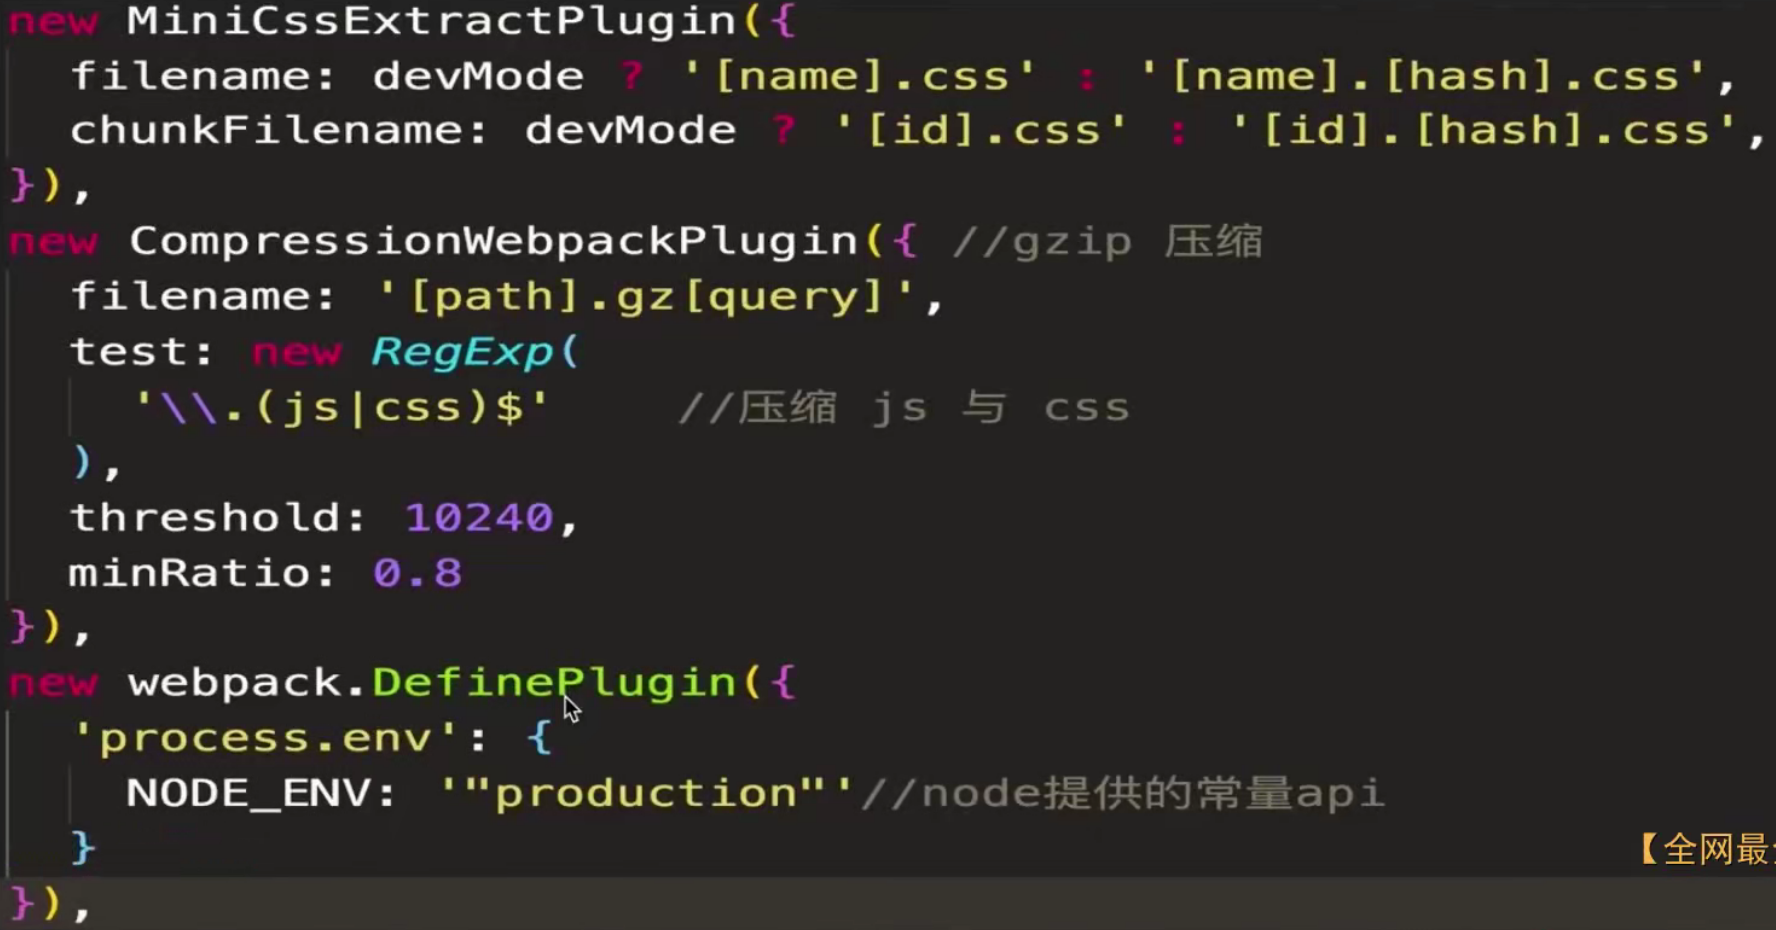 new MiniCssExtractPlugin({
filename: devMode ? '[name].css' : '[name].[hash].css',
chunkFilename: devMode ? '[id].css' : '[id].[hash].css',
}),
new CompressionWebpackPlugin({ //gzip 压缩
filename: '[path].gz[query]',
test: new RegExp(
'\\.(js|css)$' //压缩 js 与 css
),
threshold: 10240,
minRatio: 0.8
}),
new webpack.DefinePlugin({
'process.env': {
NODE_ENV: '"production"'//node提供的常量api
}
【全网最
}),